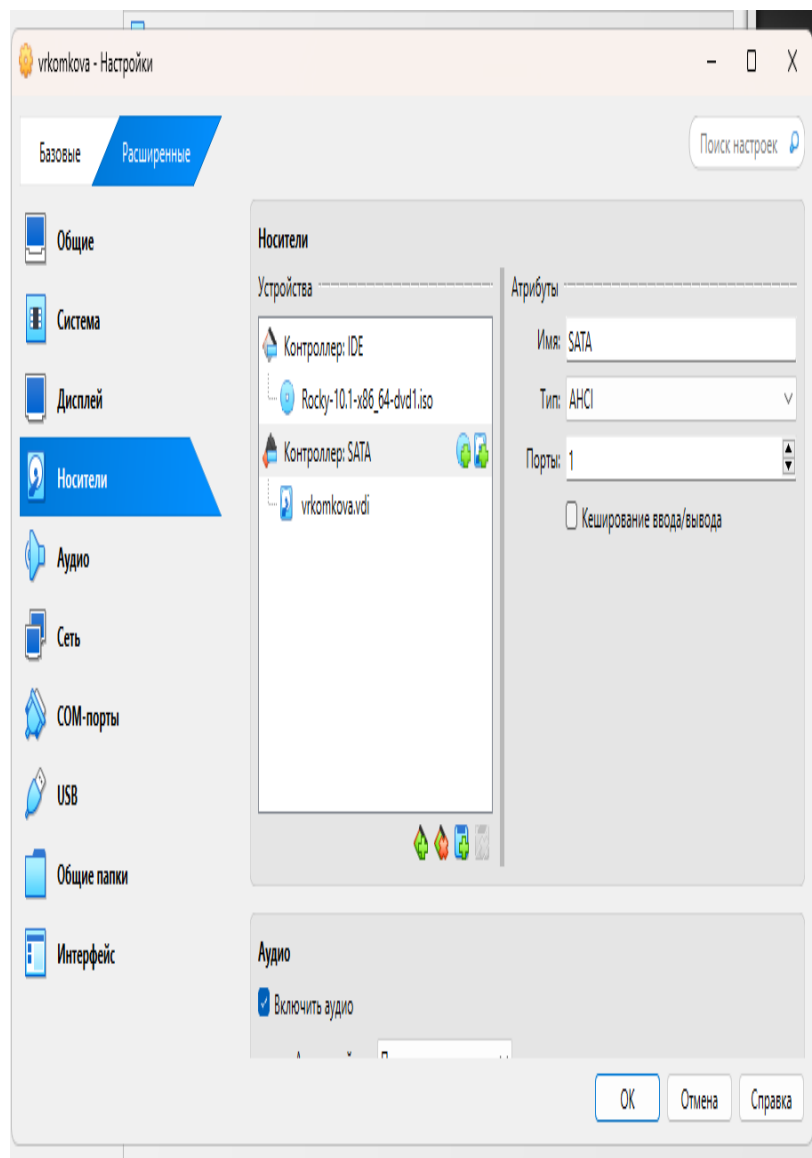 vrkomkova - Настройки
Базовые
Расширенные
Поиск настроек
Общие
Система
Дисплей
Носители
Аудио
Сеть
COM-порты
USB
Общие папки
Интерфейс
Носители
Устройства
Контроллер: IDE
Rocky-10.1-x86_64-dvd1.iso
Контроллер: SATA
vrkomkova.vdi
Атрибуты
Имя: SATA
Тип: AHCI
Порты: 1
Кеширование ввода/вывода
Аудио
Включить аудио
OK
Отмена
Справка